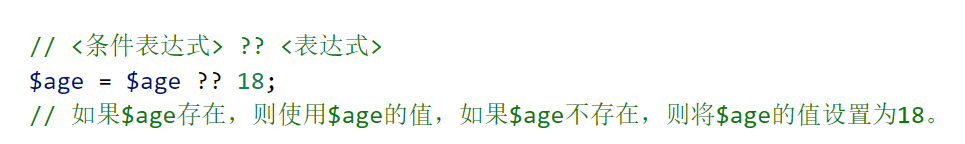 // <条件表达式> ?? <表达式>
$age = $age ?? 18;
// 如果$age存在，则使用$age的值，如果$age不存在，则将$age的值设置为18。